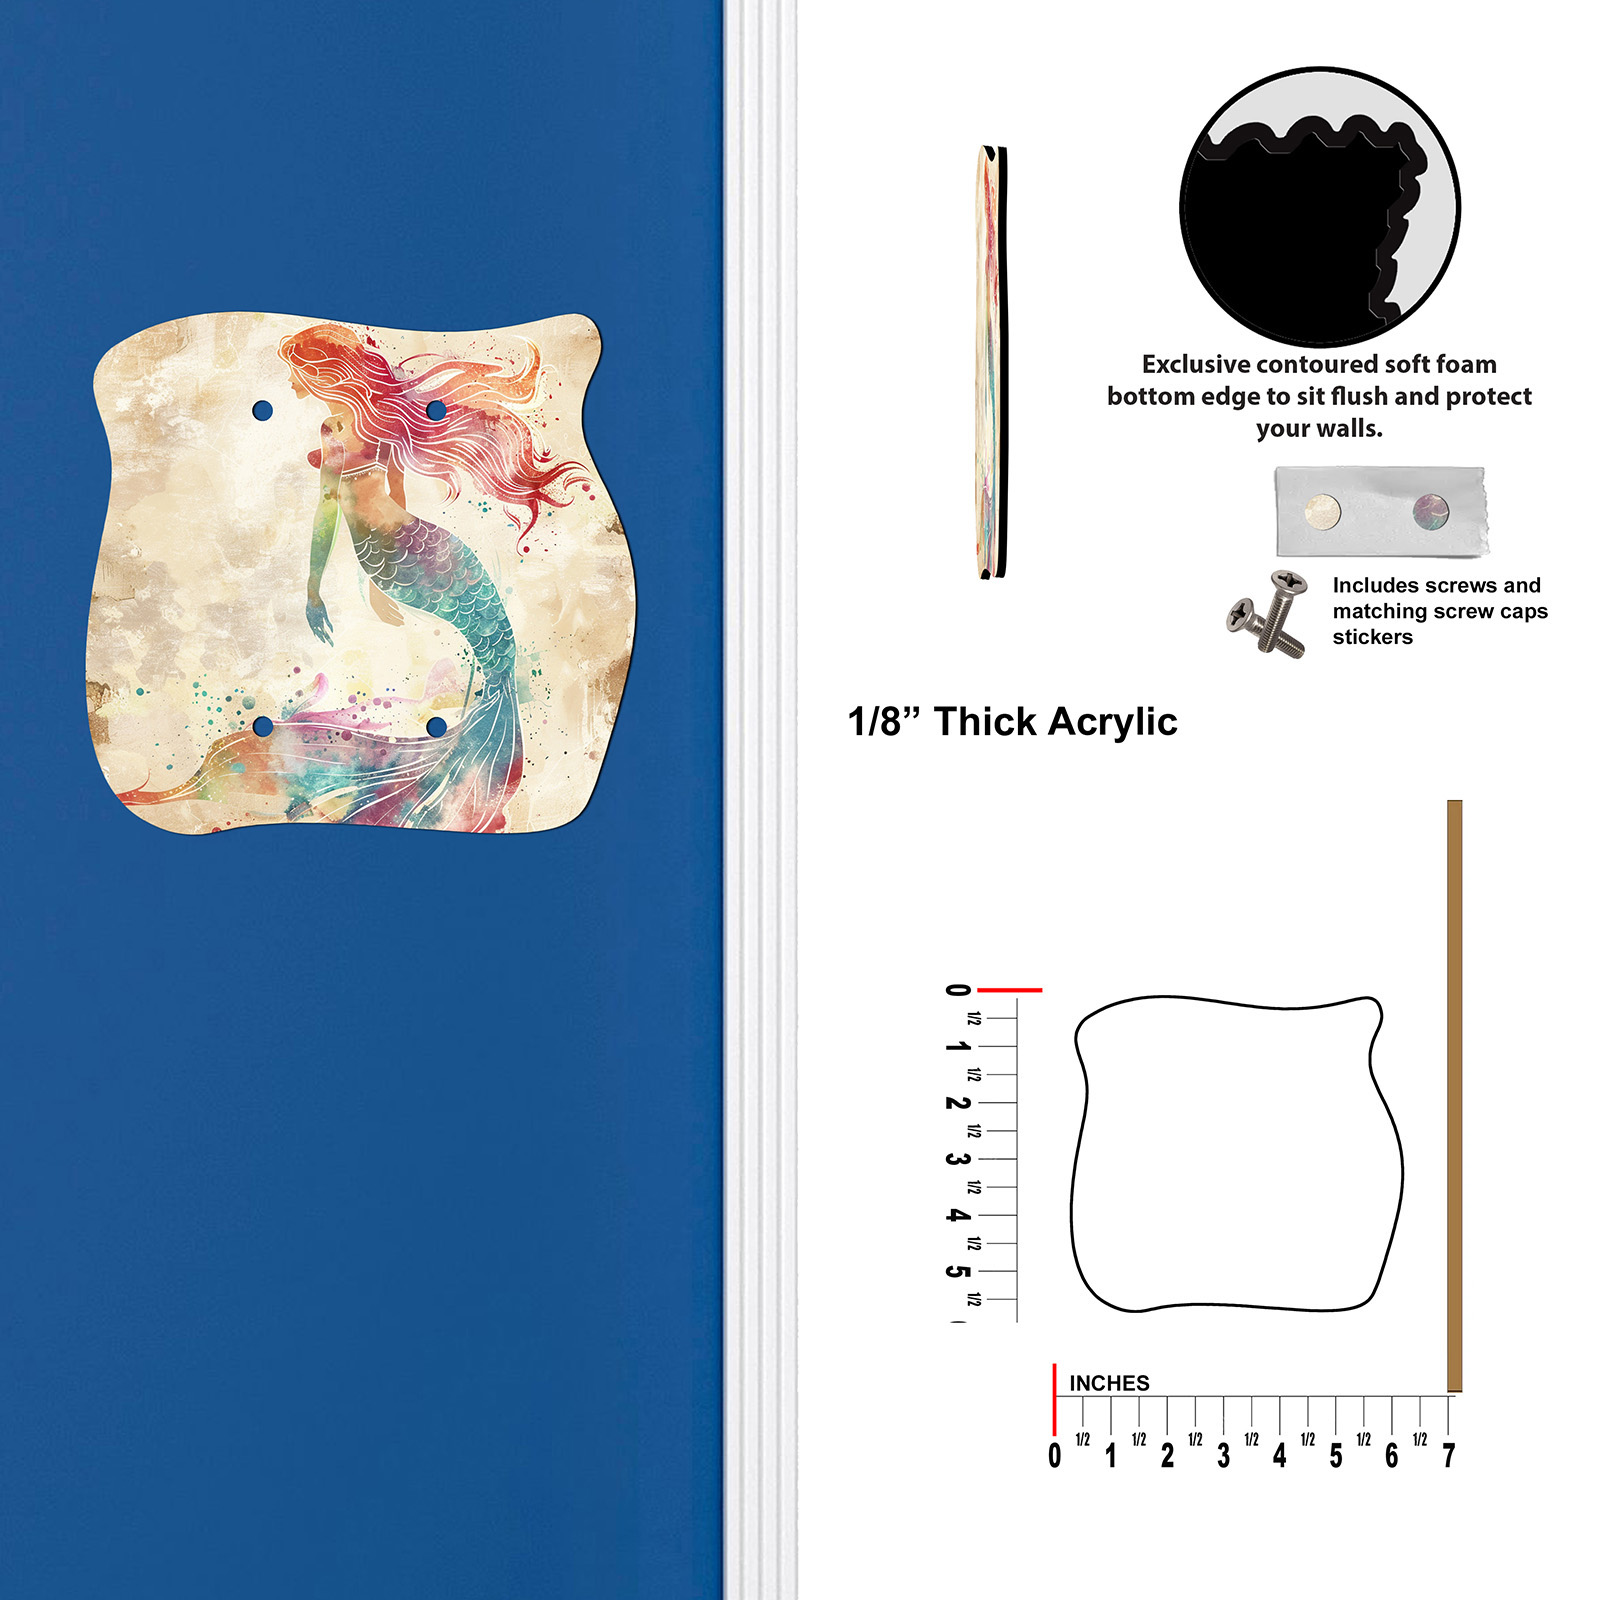 Exclusive contoured soft foam
bottom edge to sit flush and protect
your walls.
Includes screws and
matching screw caps
stickers
1/8” Thick Acrylic
0
1/2
1
1/2
2
1/2
3
1/2
4
1/2
5
1/2
INCHES
0 1/2 1 1/2 2 1/2 3 1/2 4 1/2 5 1/2 6 1/2 7